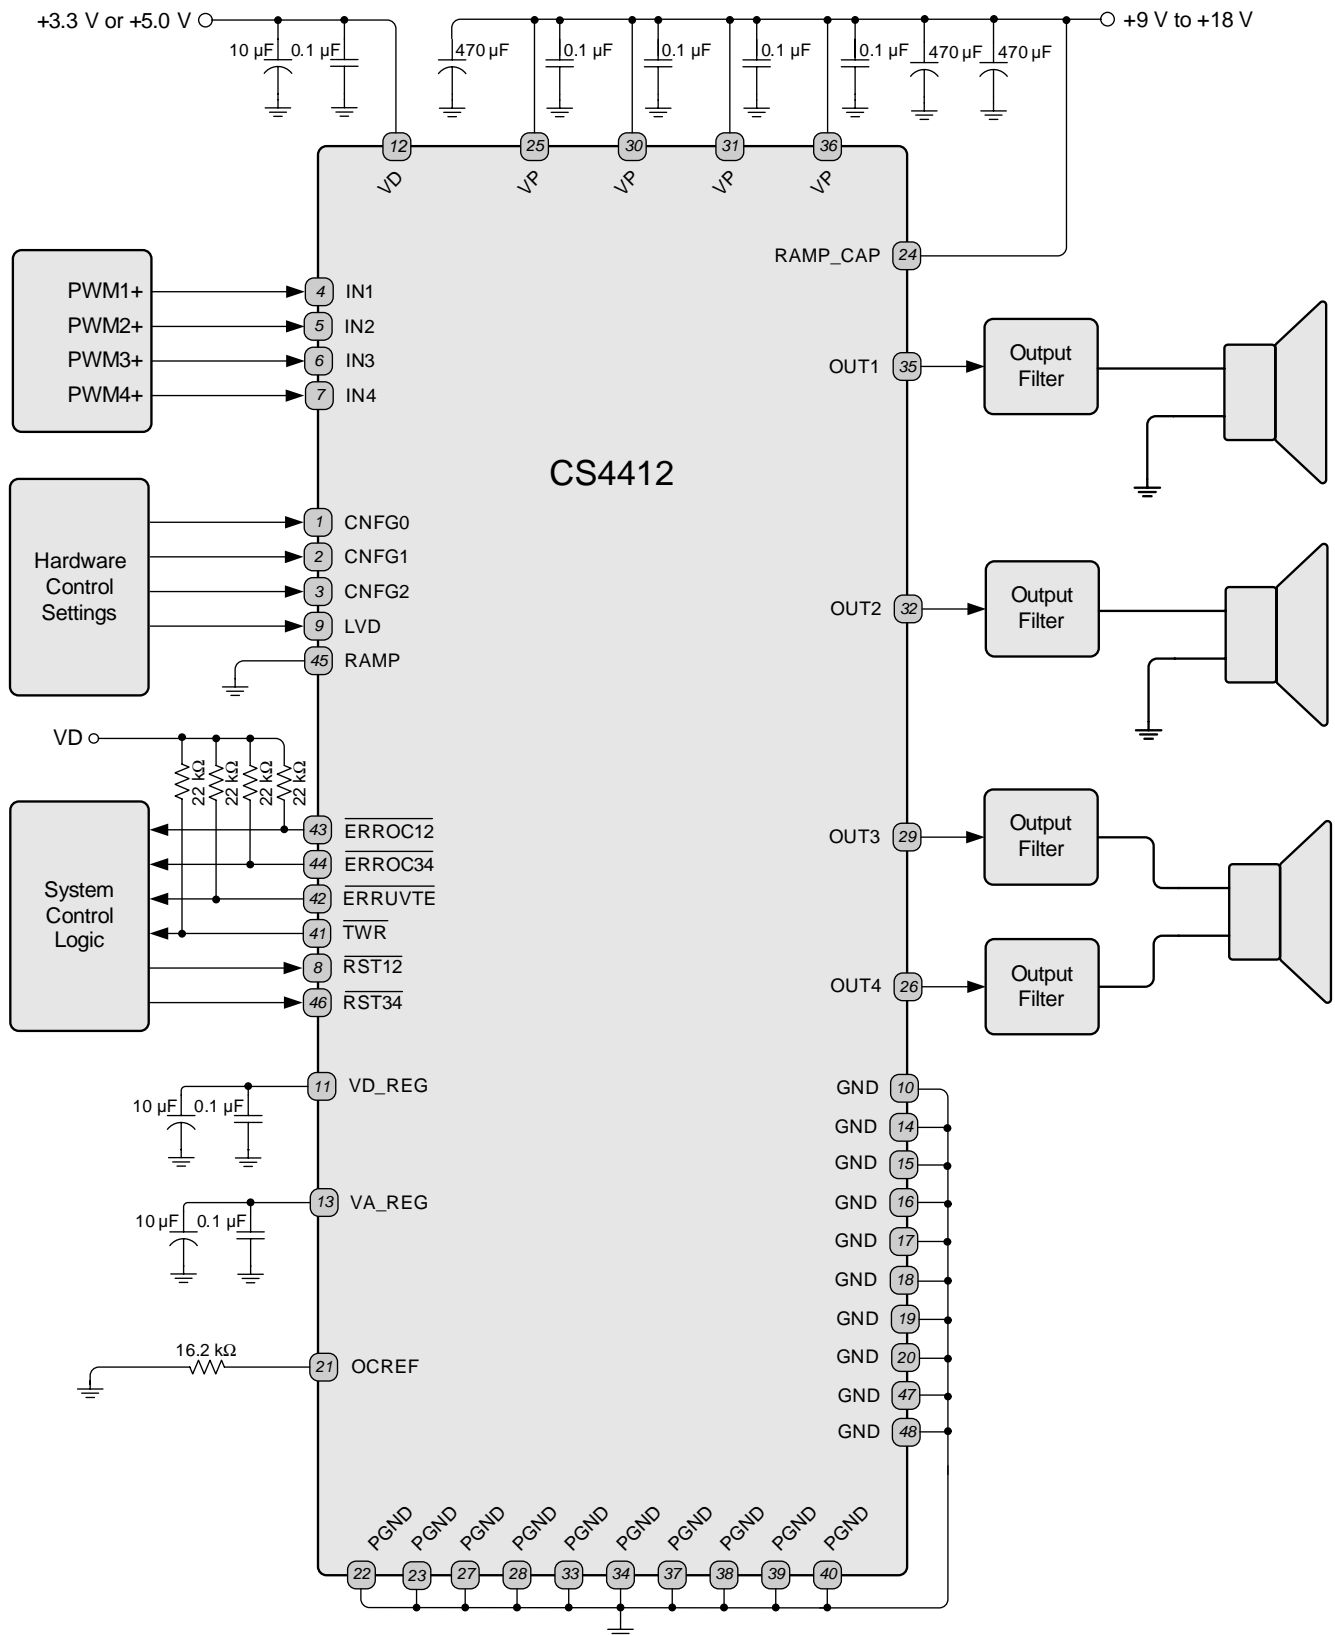 +3.3 V or +5.0 V
+9 V to +18 V
10 µF 0.1 µF
470 µF 0.1 µF 0.1 µF 0.1 µF 0.1 µF 470 µF 470 µF
12 25 30 31 36
VD VP VP VP VP
RAMP_CAP 24
PWM1+ 4 IN1
PWM2+ 5 IN2
PWM3+ 6 IN3
PWM4+ 7 IN4
OUT1 35 Output
Filter
CS4412
Hardware
Control
Settings
1 CNFG0
2 CNFG1
3 CNFG2
9 LVD
45 RAMP
OUT2 32 Output
Filter
VD
22 kΩ 22 kΩ 22 kΩ 22 kΩ
System
Control
Logic
43 ERROC12
44 ERROC34
42 ERRUVTE
41 TWR
8 RST12
46 RST34
OUT3 29 Output
Filter
OUT4 26 Output
Filter
11 VD_REG
10 µF 0.1 µF
13 VA_REG
10 µF 0.1 µF
16.2 kΩ
21 OCREF
GND 10
GND 14
GND 15
GND 16
GND 17
GND 18
GND 19
GND 20
GND 47
GND 48
PGND PGND PGND PGND PGND PGND PGND PGND PGND PGND
22 23 27 28 33 34 37 38 39 40